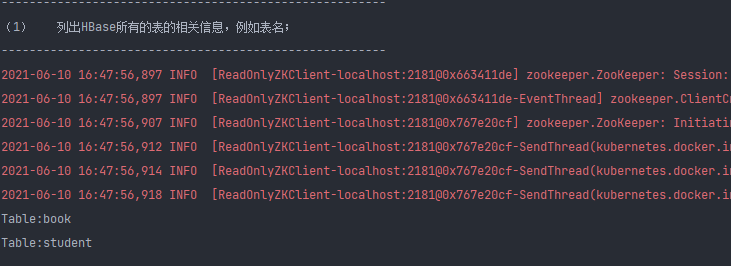 -----------------------------------------------------
（1）  列出HBase所有的表的相关信息，例如表名；
-----------------------------------------------------
2021-06-10 16:47:56,897 INFO  [ReadOnlyZKClient-localhost:2181@0x663411de] zookeeper.ZooKeeper: Session:
2021-06-10 16:47:56,897 INFO  [ReadOnlyZKClient-localhost:2181@0x663411de-EventThread] zookeeper.ClientC
2021-06-10 16:47:56,907 INFO  [ReadOnlyZKClient-localhost:2181@0x767e20cf] zookeeper.ZooKeeper: Initiatin
2021-06-10 16:47:56,912 INFO  [ReadOnlyZKClient-localhost:2181@0x767e20cf-SendThread(kubernetes.docker.in
2021-06-10 16:47:56,914 INFO  [ReadOnlyZKClient-localhost:2181@0x767e20cf-SendThread(kubernetes.docker.in
2021-06-10 16:47:56,918 INFO  [ReadOnlyZKClient-localhost:2181@0x767e20cf-SendThread(kubernetes.docker.in
Table:book
Table:student